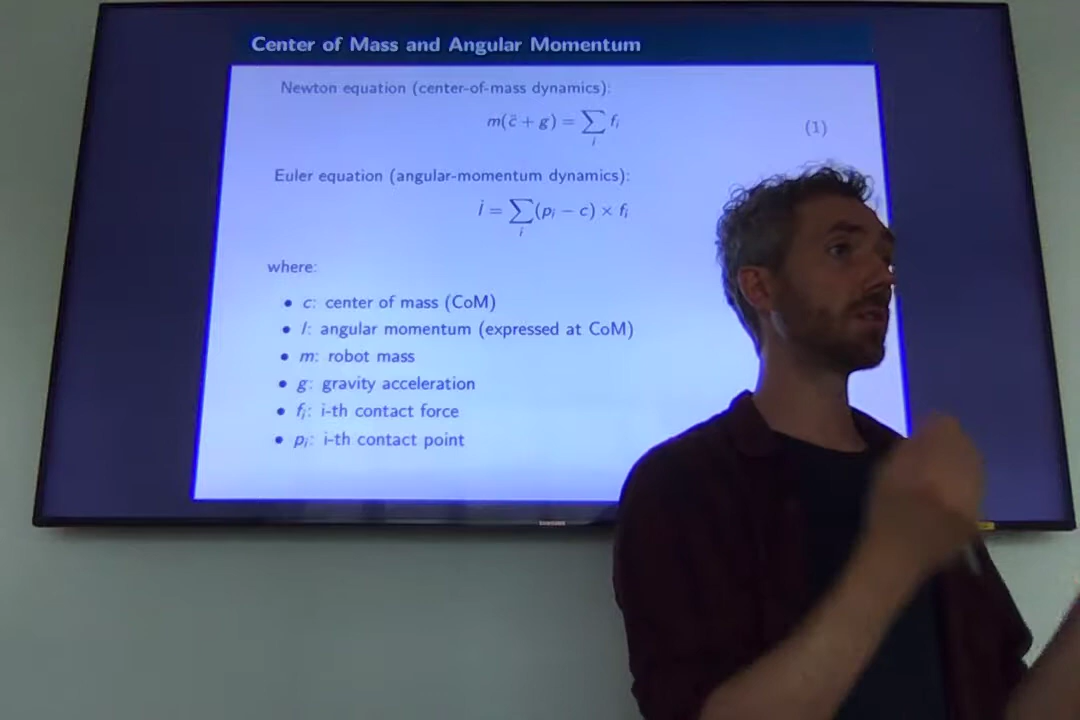 Center of Mass and Angular Momentum
Newton equation (center-of-mass dynamics):
m(c̈ + g) = ∑ᵢ fᵢ (1)
Euler equation (angular-momentum dynamics):
l̇ = ∑ᵢ (pᵢ − c) × fᵢ
where:
• c: center of mass (CoM)
• l: angular momentum (expressed at CoM)
• m: robot mass
• g: gravity acceleration
• fᵢ: i-th contact force
• pᵢ: i-th contact point
SAMSUNG